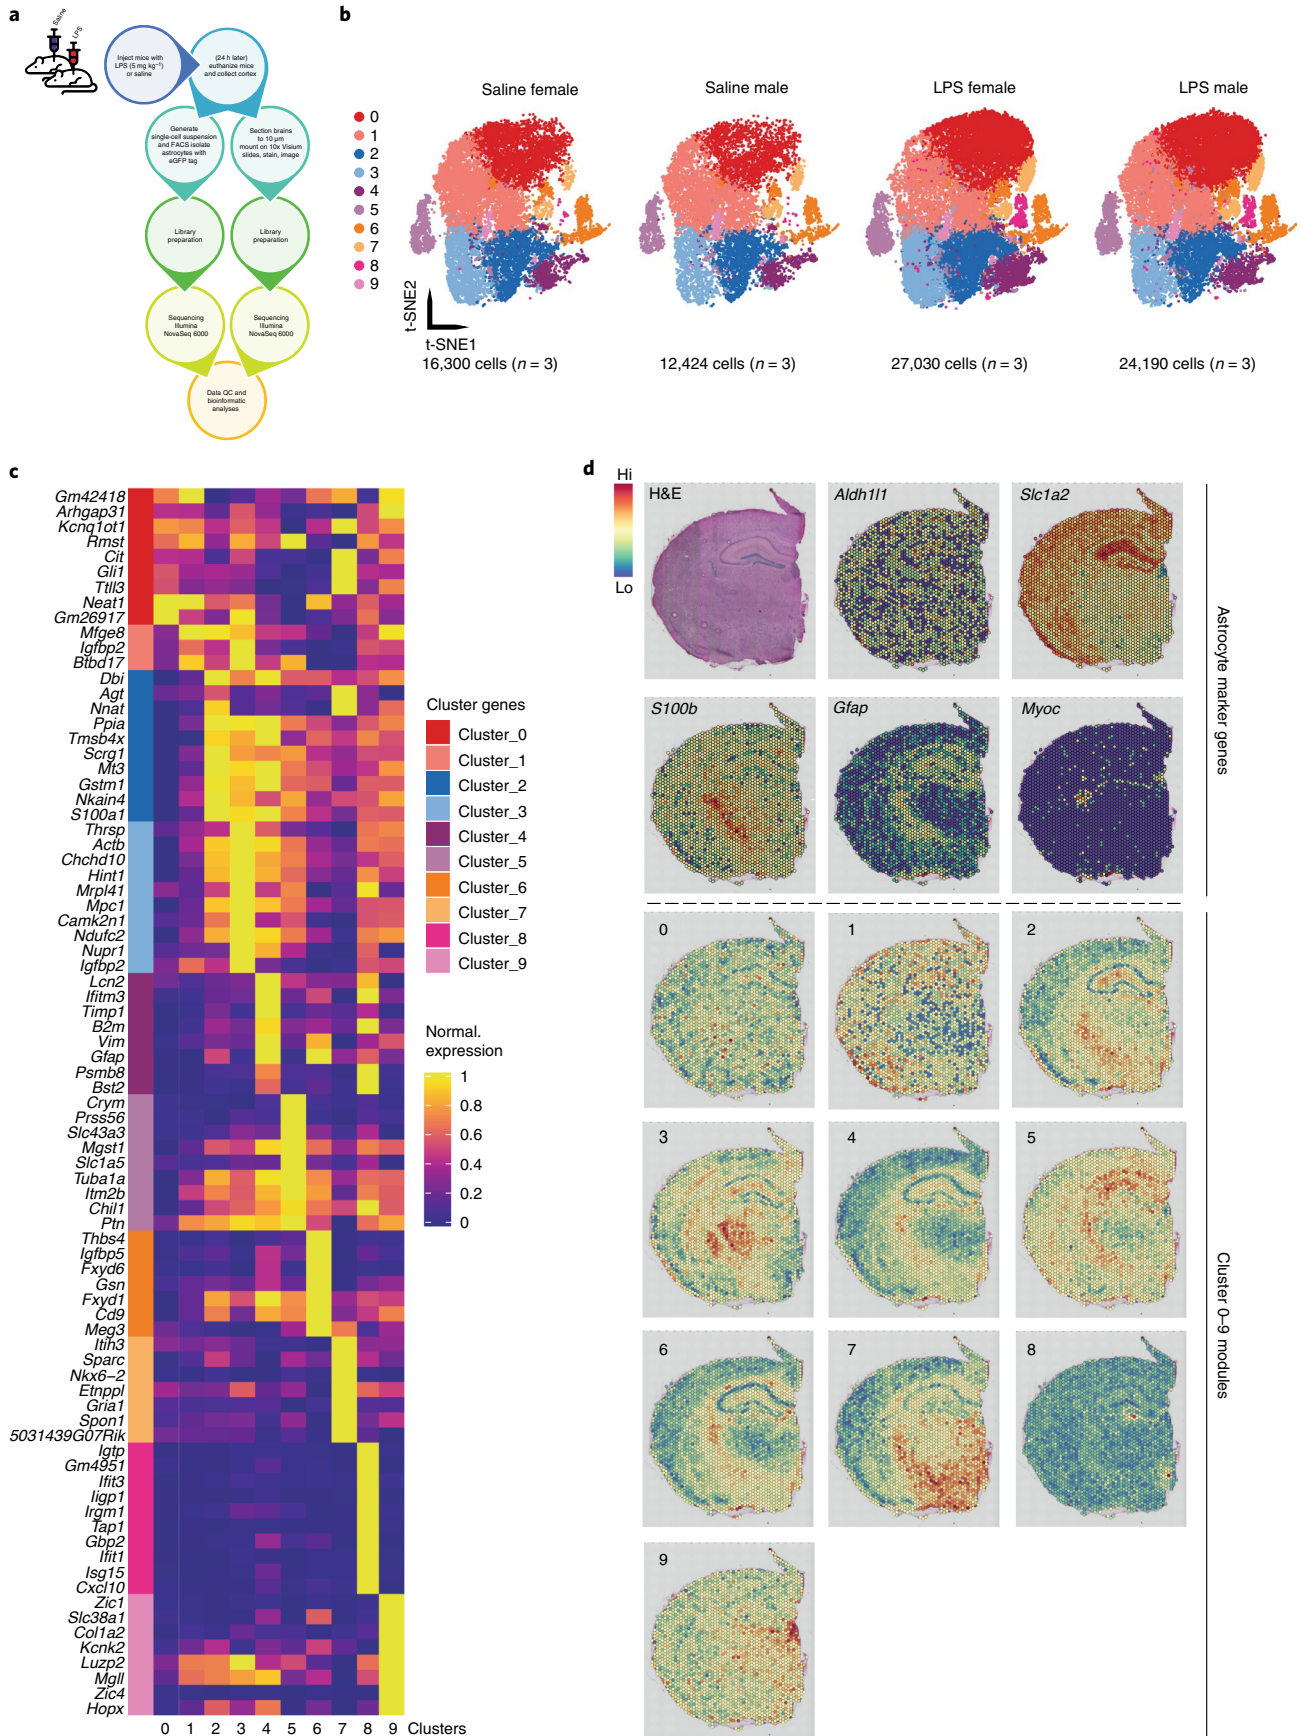 a
Saline
LPS
Inject mice with
LPS (5 mg kg⁻¹)
or saline
(24 h later)
euthanize mice
and collect cortex
Generate
single-cell suspension
and FACS isolate
astrocytes with
eGFP tag
Section brains
to 10 μm
mount on 10x Visium
slides, stain, image
Library
preparation
Library
preparation
Sequencing
Illumina
NovaSeq 6000
Sequencing
Illumina
NovaSeq 6000
Data QC and
bioinformatic
analyses
b
0
1
2
3
4
5
6
7
8
9
Saline female
Saline male
LPS female
LPS male
t-SNE2
t-SNE1
16,300 cells (n = 3)
12,424 cells (n = 3)
27,030 cells (n = 3)
24,190 cells (n = 3)
c
Gm42418
Arhgap31
Kcnq1ot1
Rmst
Cit
Gli1
Ttll3
Neat1
Gm26917
Mfge8
Igfbp2
Btbd17
Dbi
Agt
Nnat
Ppia
Tmsb4x
Scrg1
Mt3
Gstm1
Nkain4
S100a1
Thrsp
Actb
Chchd10
Hint1
Mrpl41
Mpc1
Camk2n1
Ndufc2
Nupr1
Igfbp2
Lcn2
Ifitm3
Timp1
B2m
Vim
Gfap
Psmb8
Bst2
Crym
Prss56
Slc43a3
Mgst1
Slc1a5
Tuba1a
Itm2b
Chil1
Ptn
Thbs4
Igfbp5
Fxyd6
Gsn
Fxyd1
Cd9
Meg3
Itih3
Sparc
Nkx6−2
Etnppl
Gria1
Spon1
5031439G07Rik
Igtp
Gm4951
Ifit3
Iigp1
Irgm1
Tap1
Gbp2
Ifit1
Isg15
Cxcl10
Zic1
Slc38a1
Col1a2
Kcnk2
Luzp2
Mgll
Zic4
Hopx
0 1 2 3 4 5 6 7 8 9 Clusters
Cluster genes
Cluster_0
Cluster_1
Cluster_2
Cluster_3
Cluster_4
Cluster_5
Cluster_6
Cluster_7
Cluster_8
Cluster_9
Normal.
expression
1
0.8
0.6
0.4
0.2
0
d
Hi
Lo
H&E
Aldh1l1
Slc1a2
S100b
Gfap
Myoc
Astrocyte marker genes
0
1
2
3
4
5
6
7
8
9
Cluster 0–9 modules